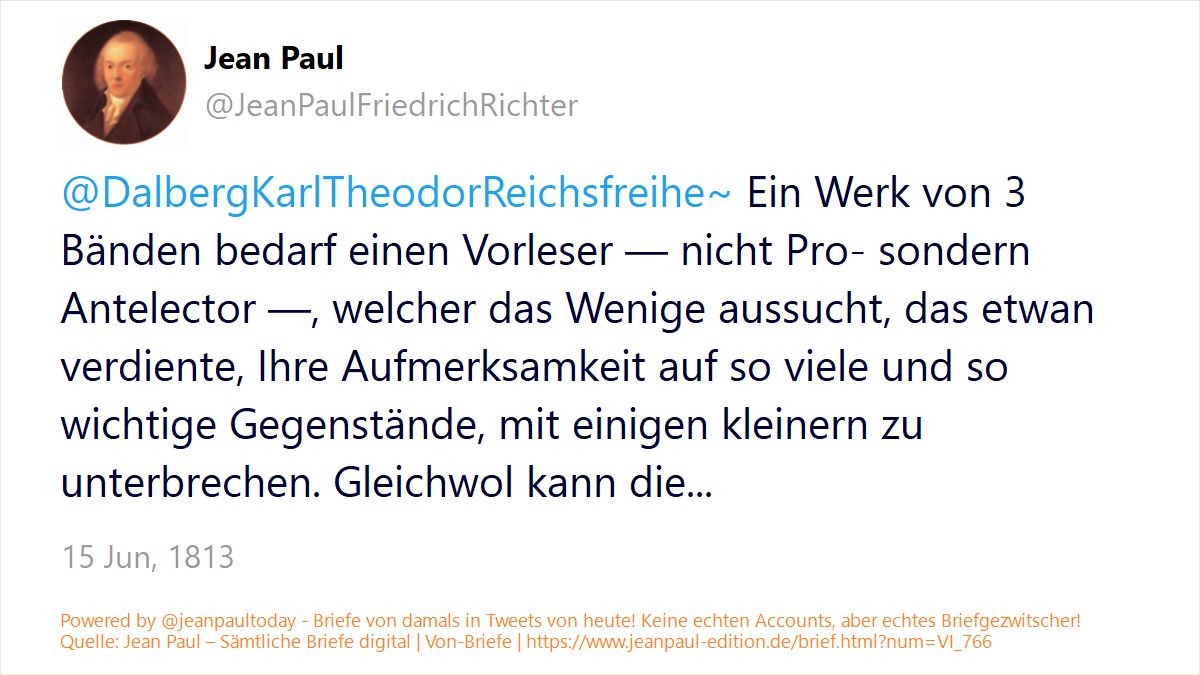 Jean Paul
@JeanPaulFriedrichRichter
@DalbergKarlTheodorReichsfreihe~ Ein Werk von 3
Bänden bedarf einen Vorleser — nicht Pro- sondern
Antelector —, welcher das Wenige aussucht, das etwan
verdiente, Ihre Aufmerksamkeit auf so viele und so
wichtige Gegenstände, mit einigen kleinern zu
unterbrechen. Gleichwol kann die...
15 Jun, 1813
Powered by @jeanpaultoday - Briefe von damals in Tweets von heute! Keine echten Accounts, aber echtes Briefgezwitscher!
Quelle: Jean Paul – Sämtliche Briefe digital | Von-Briefe | https://www.jeanpaul-edition.de/brief.html?num=VI_766